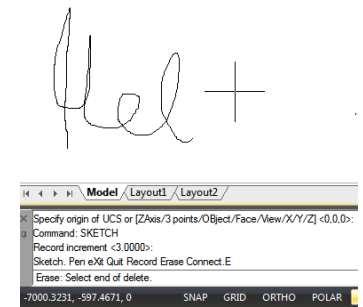 Hel
Model Layout1 Layout2
Specify origin of UCS or [ZAxis/3 points/OBject/Face/View/X/Y/Z] <0,0,0>:
Command: SKETCH
Record increment <3.0000>:
Sketch. Pen eXit Quit Record Erase Connect.E
Erase: Select end of delete.
-7000.3231, -597.4671, 0 SNAP GRID ORTHO POLAR